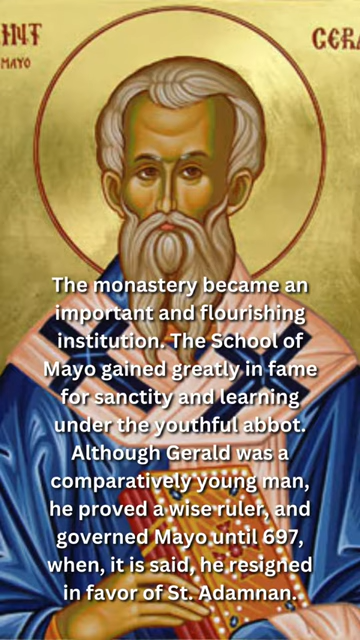 MAYO
The monastery became an
important and flourishing
institution. The School of
Mayo gained greatly in fame
for sanctity and learning
under the youthful abbot.
Although Gerald was a
comparatively young man,
he proved a wise ruler, and
governed Mayo until 697,
when, it is said, he resigned
in favor of St. Adamnan.